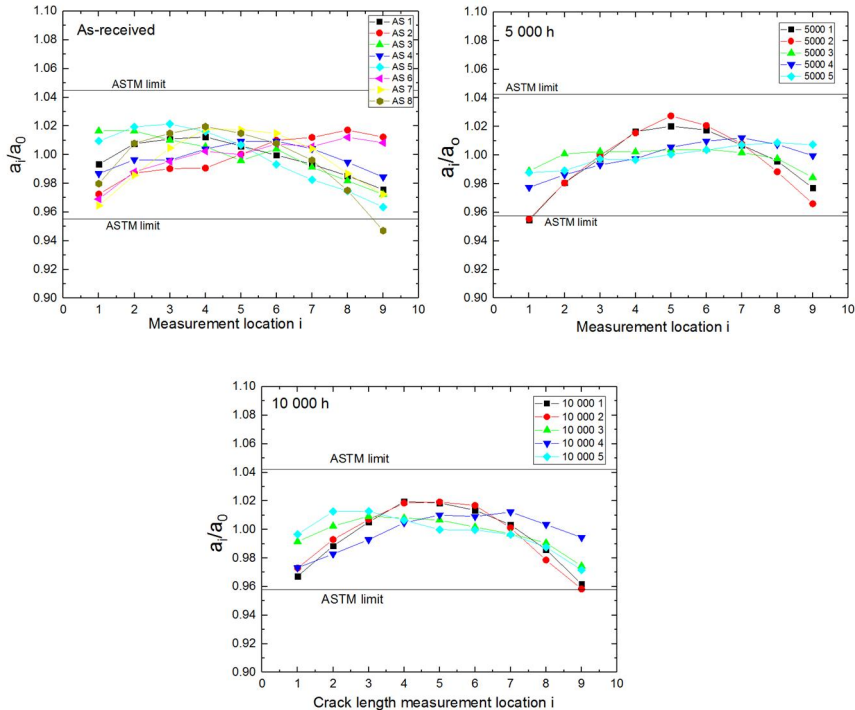 As-received
AS 1
AS 2
AS 3
AS 4
AS 5
AS 6
AS 7
AS 8
ASTM limit
ASTM limit
1.10
1.08
1.06
1.04
1.02
1.00
0.98
0.96
0.94
0.92
0.90
ai/a0
0 1 2 3 4 5 6 7 8 9 10
Measurement location i
5 000 h
5000 1
5000 2
5000 3
5000 4
5000 5
ASTM limit
ASTM limit
1.10
1.08
1.06
1.04
1.02
1.00
0.98
0.96
0.94
0.92
0.90
ai/ao
0 1 2 3 4 5 6 7 8 9 10
Measurement location i
10 000 h
10 000 1
10 000 2
10 000 3
10 000 4
10 000 5
ASTM limit
ASTM limit
1.10
1.08
1.06
1.04
1.02
1.00
0.98
0.96
0.94
0.92
0.90
ai/a0
0 1 2 3 4 5 6 7 8 9 10
Crack length measurement location i